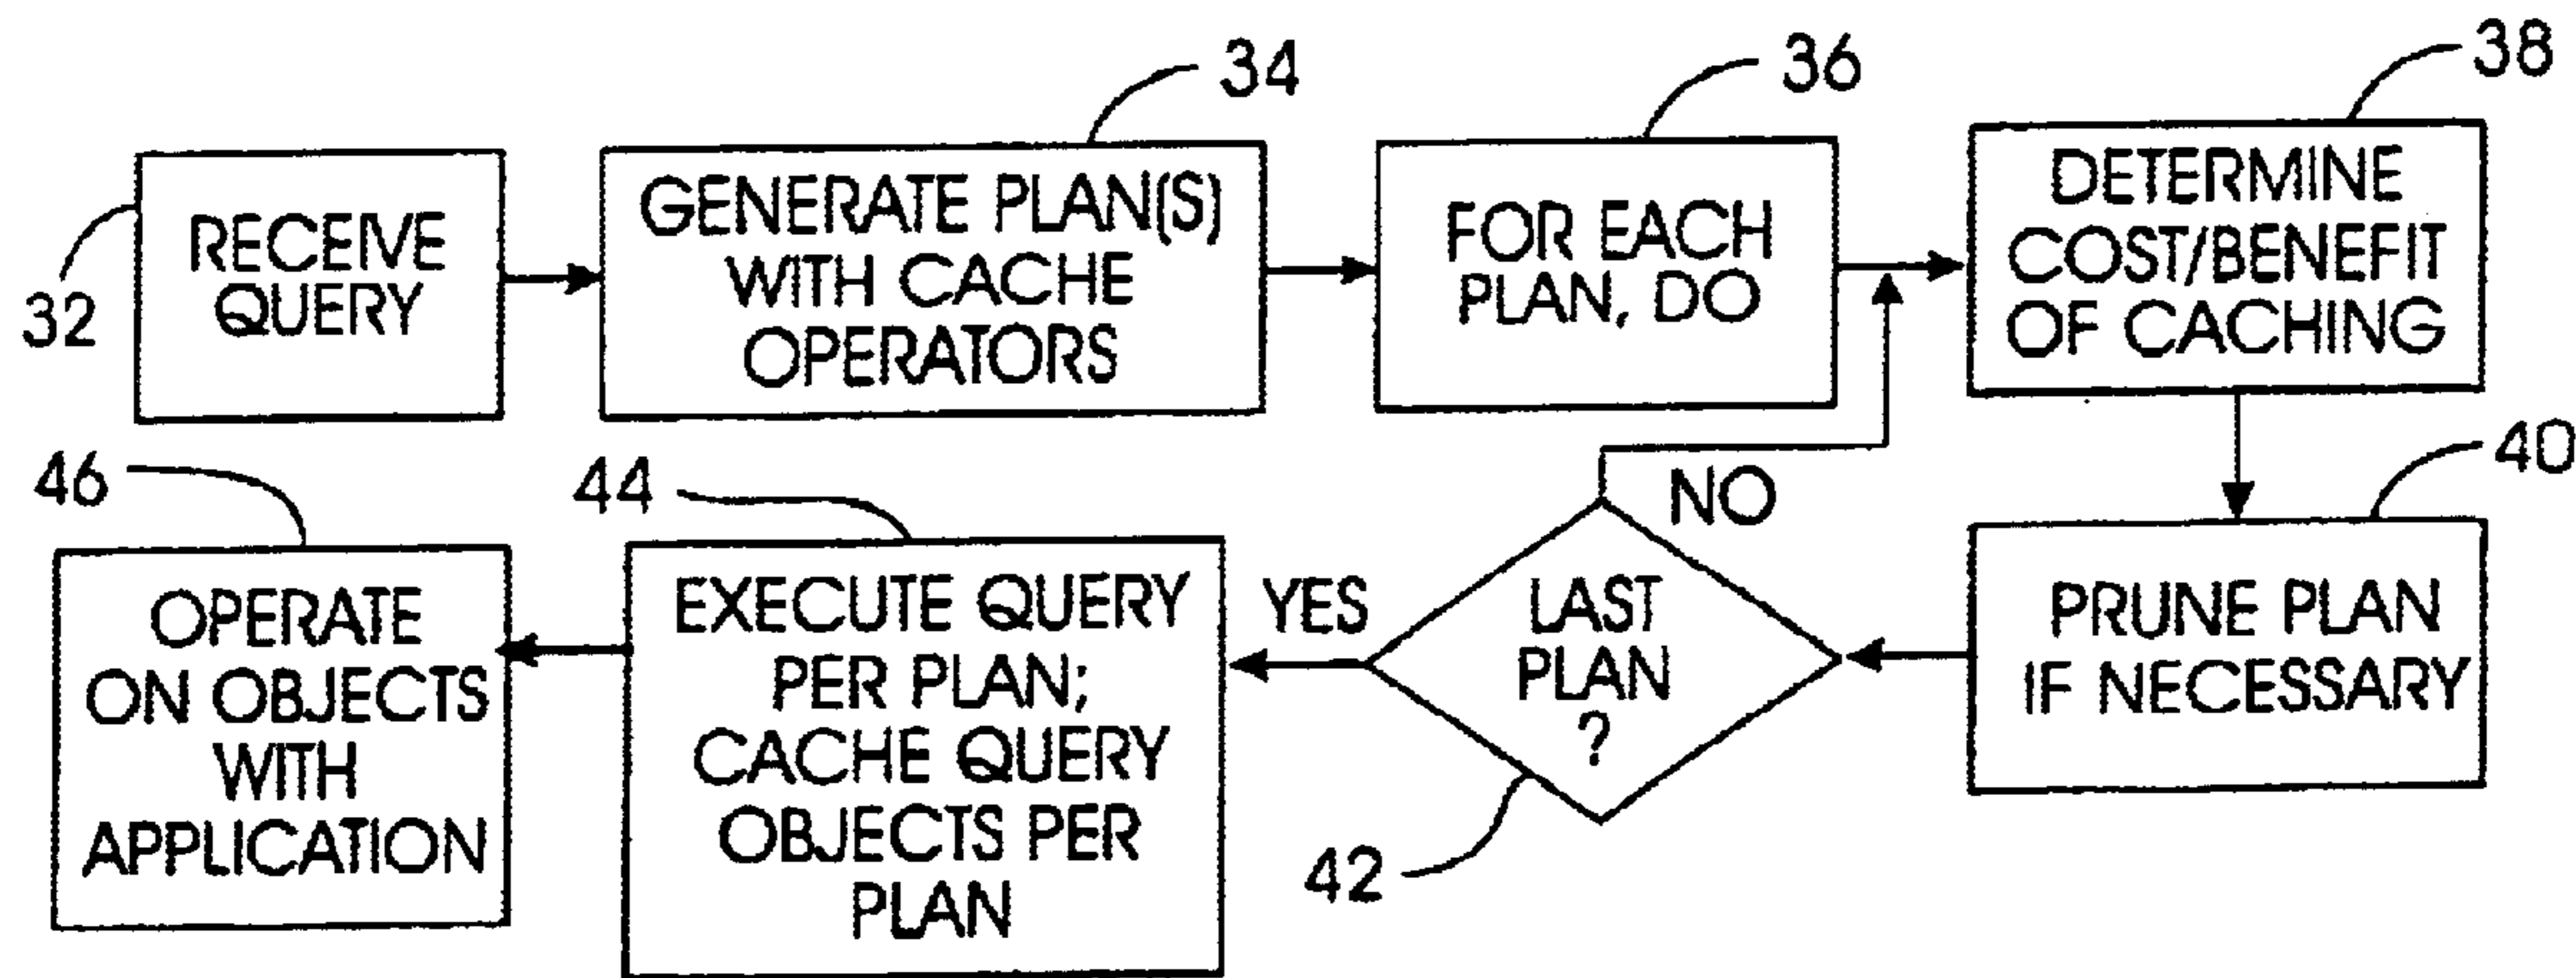 32
RECEIVE
QUERY
34
GENERATE PLAN(S)
WITH CACHE
OPERATORS
36
FOR EACH
PLAN, DO
38
DETERMINE
COST/BENEFIT
OF CACHING
40
PRUNE PLAN
IF NECESSARY
42
LAST
PLAN
?
NO
YES
44
EXECUTE QUERY
PER PLAN;
CACHE QUERY
OBJECTS PER
PLAN
46
OPERATE
ON OBJECTS
WITH
APPLICATION